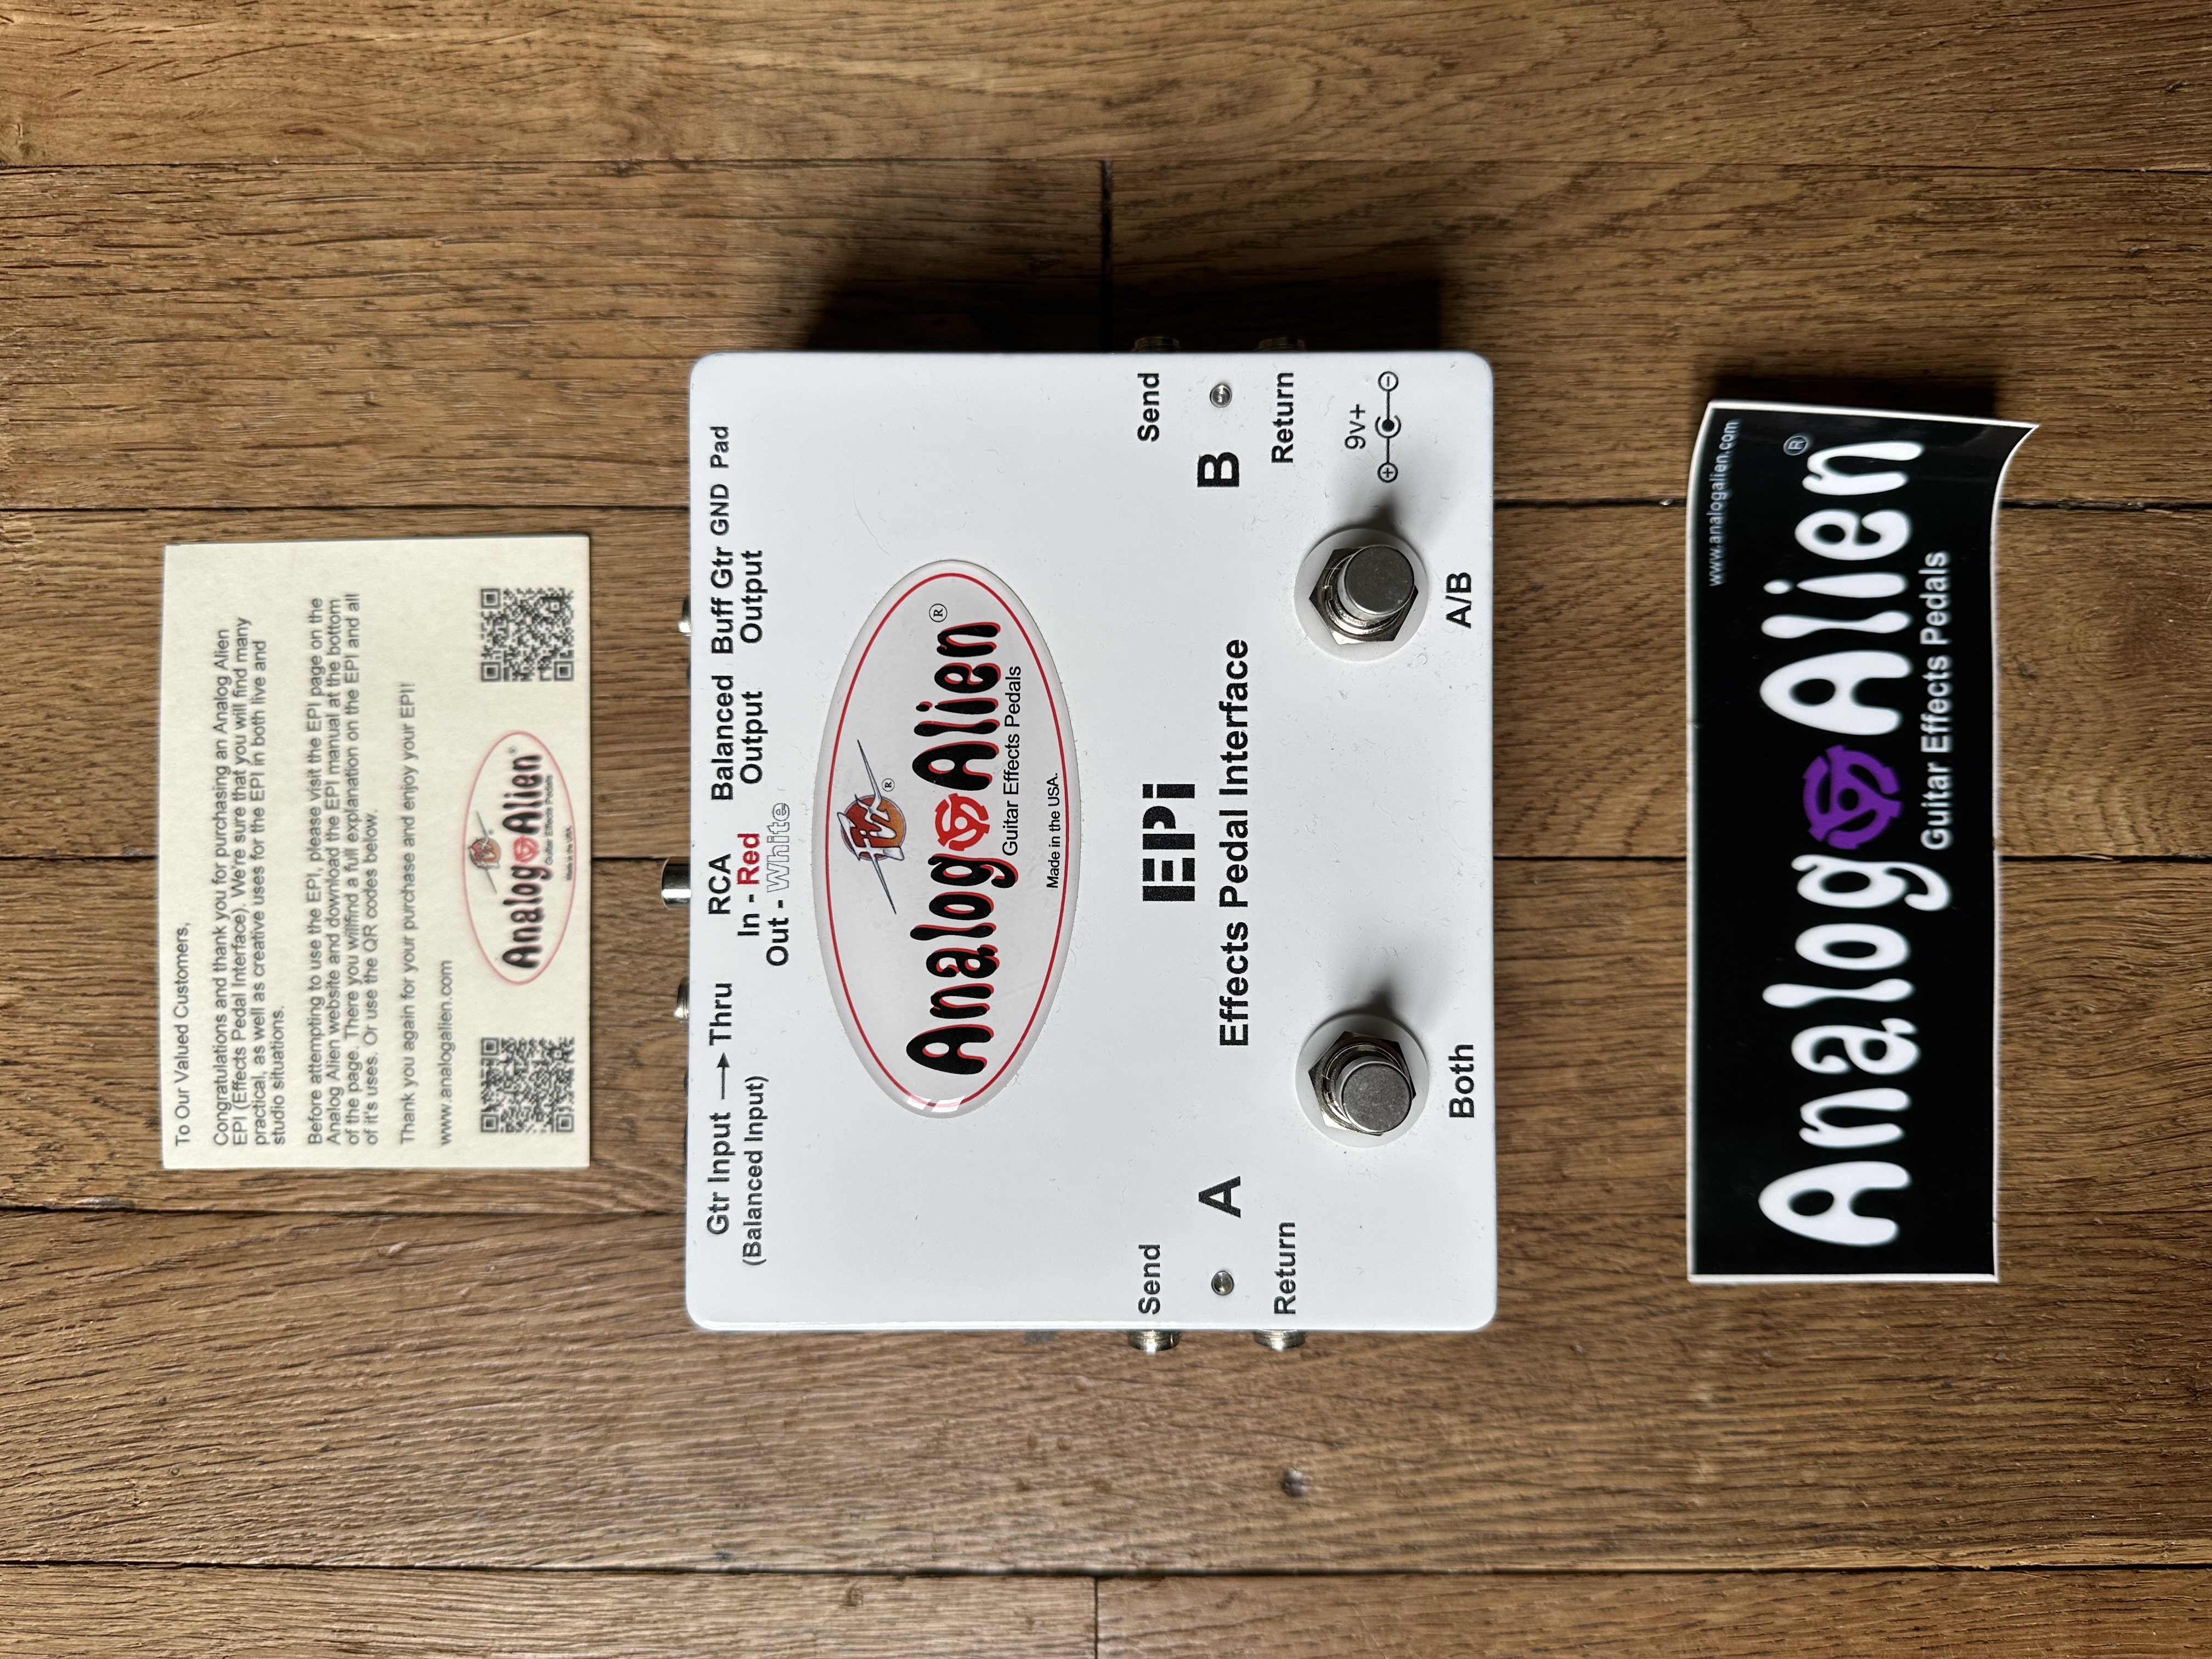 To Our Valued Customers,
Congratulations and thank you for purchasing an Analog Alien
EPI (Effects Pedal Interface). We're sure that you will find many
practical, as well as creative uses for the EPI in both live and
studio situations.
Before attempting to use the EPI, please visit the EPI page on the
Analog Alien website and download the EPI manual at the bottom
of the page. There you willfind a full explanation on the EPI and all
of it's uses. Or use the QR codes below.
Thank you again for your purchase and enjoy your EPI!
www.analogalien.com
Analog Alien®
Guitar Effects Pedals
Made in the USA.
Gtr Input → Thru
(Balanced Input)
RCA
In - Red
Out - White
Balanced
Output
Buff Gtr
Output
GND
Pad
®
Analog Alien®
Guitar Effects Pedals
Made in the USA.
EPi
Effects Pedal Interface
Send
A
Return
Send
B
Return
9v+
Both
A/B
www.analogalien.com
Analog Alien®
Guitar Effects Pedals